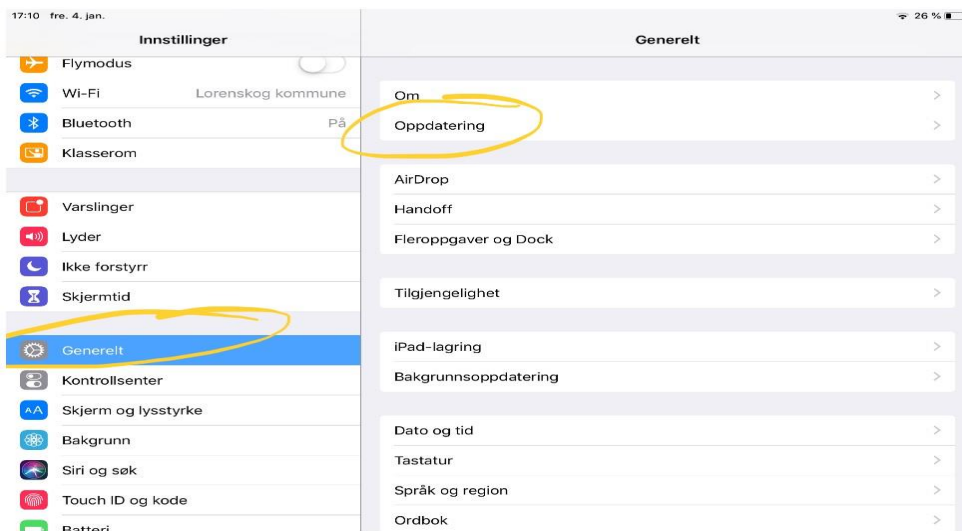 17:10 fre. 4. jan.
26 %
Innstillinger
Flymodus
Wi-Fi Lorenskog kommune
Bluetooth På
Klasserom
Varslinger
Lyder
Ikke forstyrr
Skjermtid
Generelt
Kontrollsenter
AA Skjerm og lysstyrke
Bakgrunn
Siri og søk
Touch ID og kode
Batteri
Generelt
Om
Oppdatering
AirDrop
Handoff
Fleroppgaver og Dock
Tilgjengelighet
iPad-lagring
Bakgrunnsoppdatering
Dato og tid
Tastatur
Språk og region
Ordbok